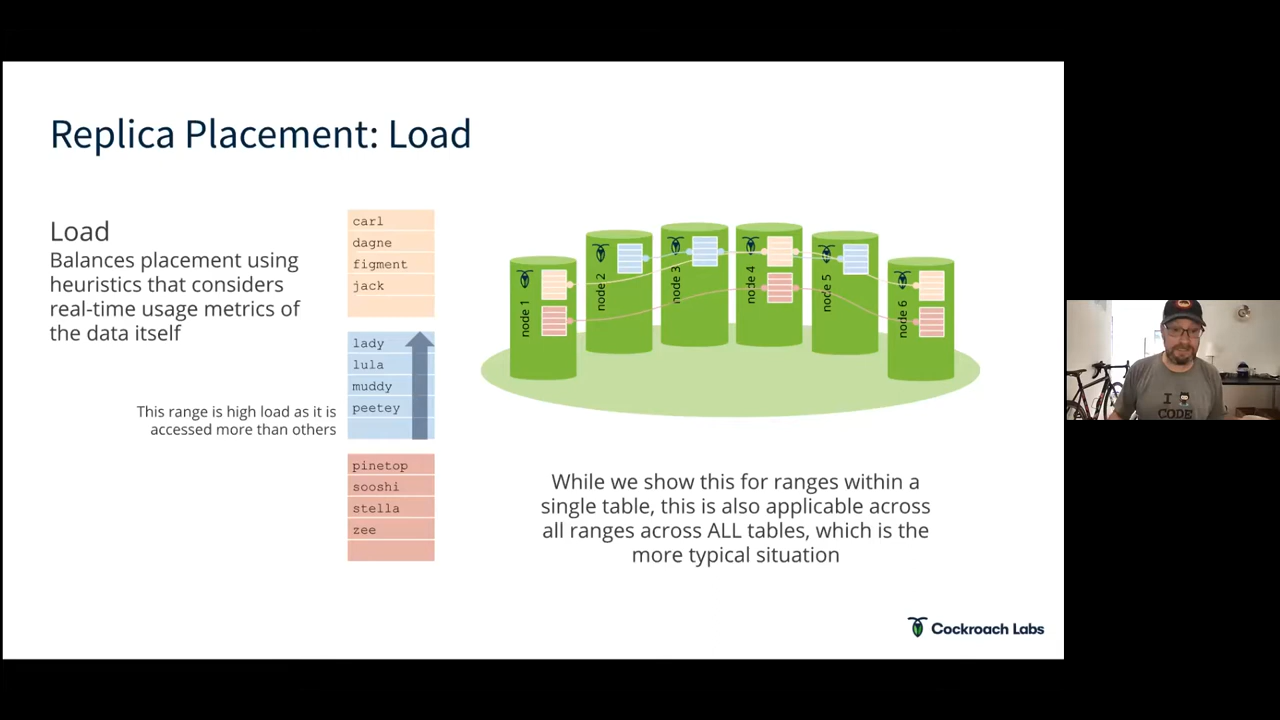 Replica Placement: Load
Load
Balances placement using
heuristics that considers
real-time usage metrics of
the data itself
This range is high load as it is
accessed more than others
carl
dagne
figment
jack
lady
lula
muddy
peetey
pinetop
sooshi
stella
zee
node 1
node 2
node 3
node 4
node 5
node 6
While we show this for ranges within a
single table, this is also applicable across
all ranges across ALL tables, which is the
more typical situation
Cockroach Labs
I
CODE